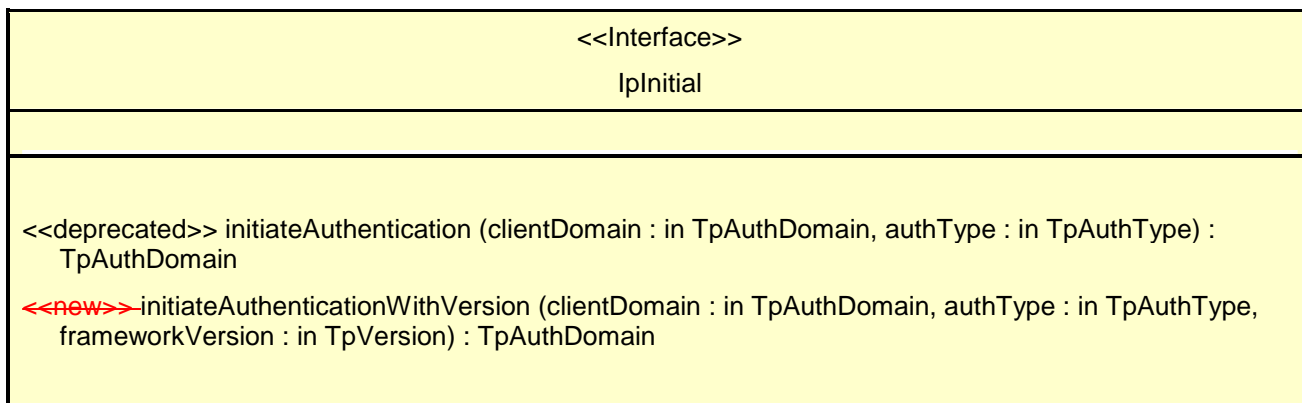 <<Interface>>
IpInitial
<<deprecated>> initiateAuthentication (clientDomain : in TpAuthDomain, authType : in TpAuthType) :
TpAuthDomain
<<new>> initiateAuthenticationWithVersion (clientDomain : in TpAuthDomain, authType : in TpAuthType,
frameworkVersion : in TpVersion) : TpAuthDomain